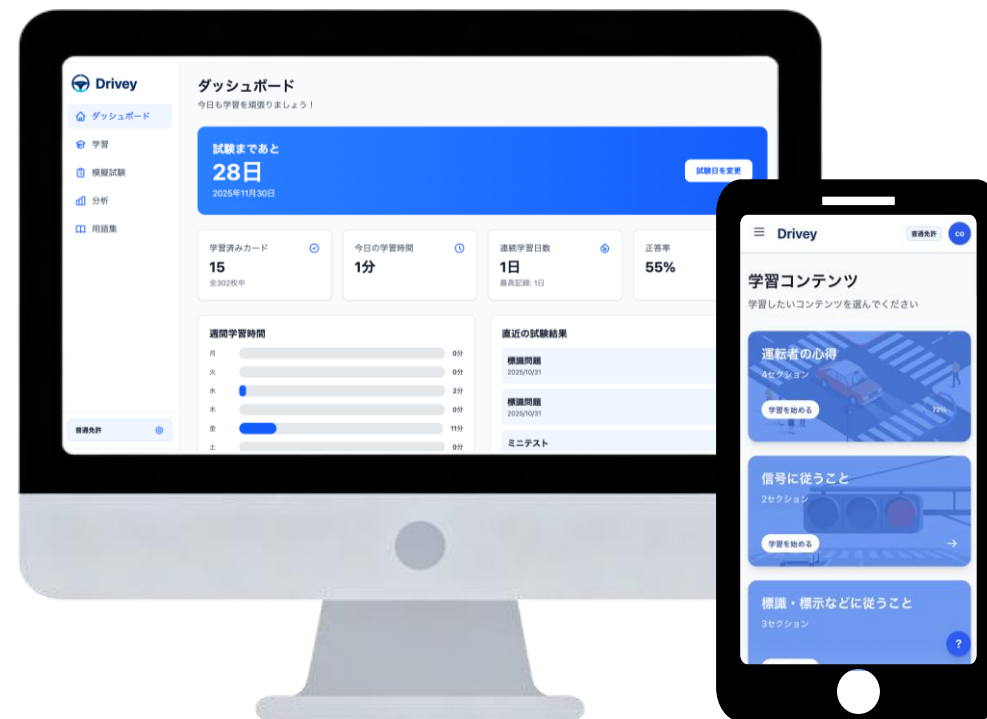 Drivey
ダッシュボード
学習
模擬試験
分析
用語集
普通免許
ダッシュボード
今日も学習を頑張りましょう！
試験まであと
28日
2025年11月30日
試験日を変更
学習済みカード
15
全302枚中
今日の学習時間
1分
連続学習日数
1日
最高記録: 1日
正答率
55%
週間学習時間
月 0分
火 0分
水 2分
木 0分
金 11分
土 0分
直近の試験結果
標識問題
2025/10/31
標識問題
2025/10/31
ミニテスト
Drivey
普通免許
CO
学習コンテンツ
学習したいコンテンツを選んでください
運転者の心得
4セクション
学習を始める
73%
信号に従うこと
2セクション
学習を始める
標識・標示などに従うこと
3セクション
?